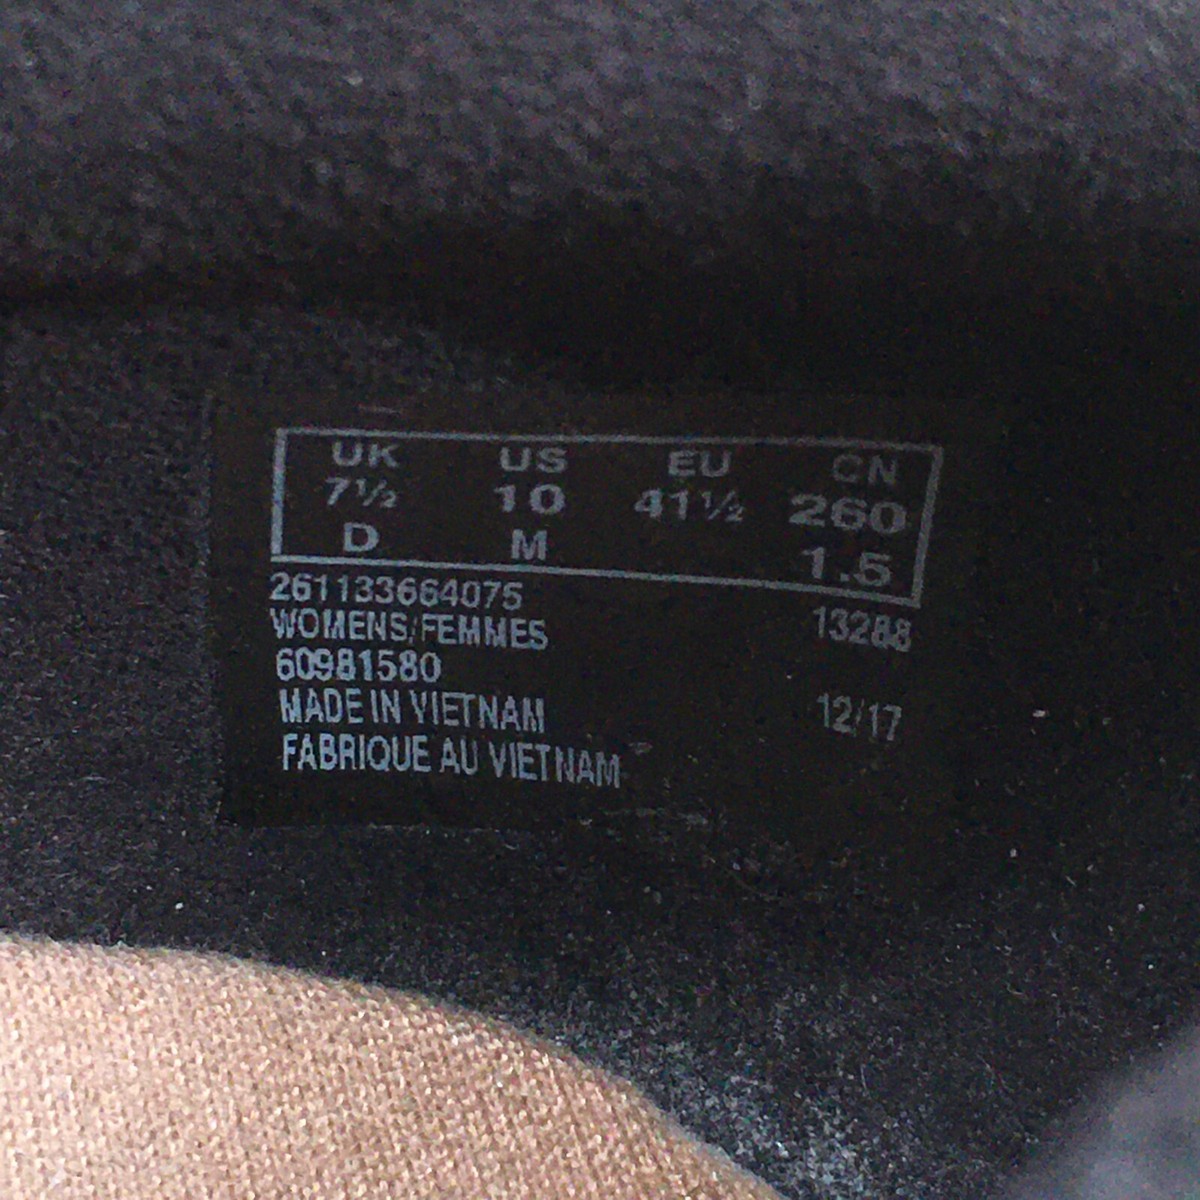 UK US EU CN
7½ 10 41½ 260
D M 1.5
261133664075
WOMENS/FEMMES 13288
60981580
MADE IN VIETNAM 12/17
FABRIQUE AU VIETNAM